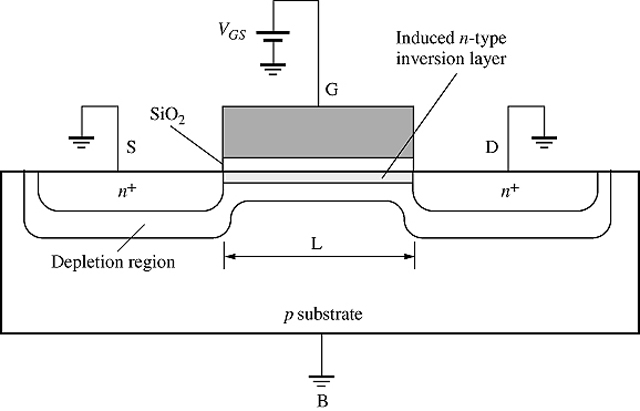 V_GS
Induced n-type
inversion layer
G
SiO₂
S
D
n+
n+
Depletion region
L
p substrate
B